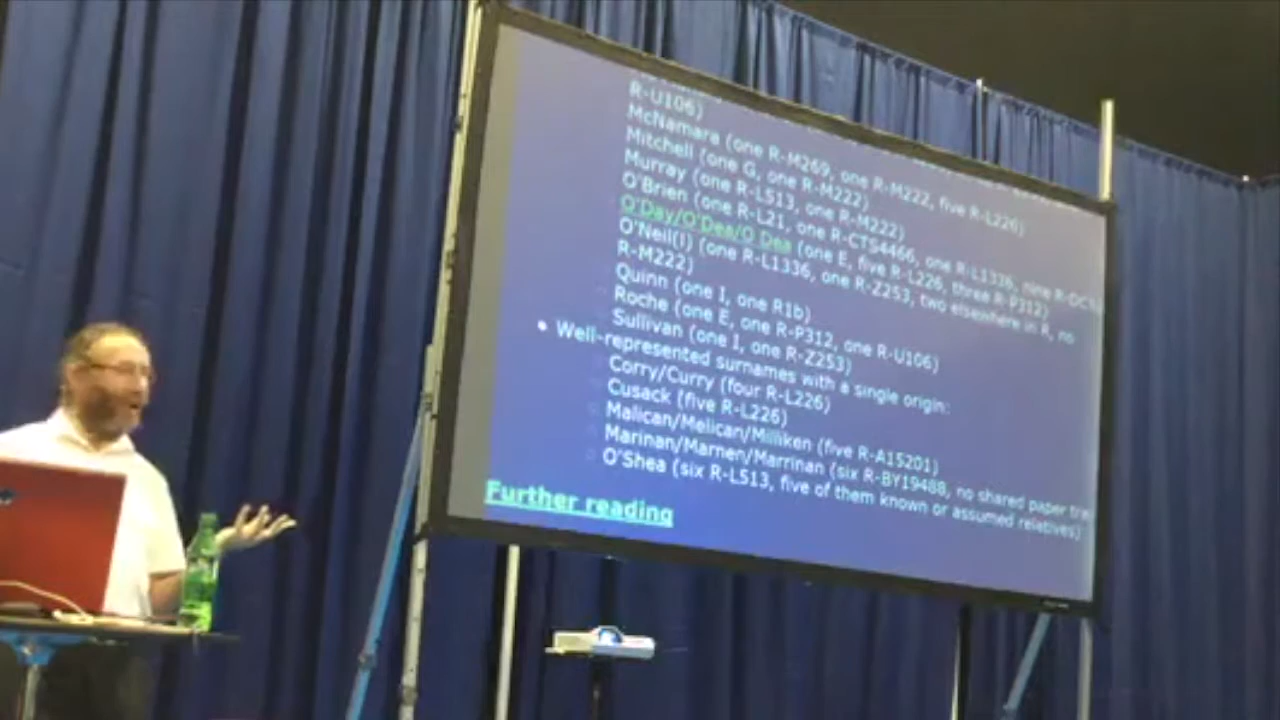 R-U106)
McNamara (one R-M269, one R-M222, five R-L226)
Mitchell (one G, one R-M222)
Murray (one R-L513, one R-M222)
O'Brien (one R-L21, one R-CTS4466, one R-L1336, nine R-DC
O'Day/O'Dea/O Dea (one E, five R-L226, three R-P312)
O'Neil(l) (one R-L1336, one R-Z253, two elsewhere in R, no
R-M222)
Quinn (one I, one R1b)
Roche (one E, one R-P312, one R-U106)
Sullivan (one I, one R-Z253)
• Well-represented surnames with a single origin:
Corry/Curry (four R-L226)
Cusack (five R-L226)
Malican/Melican/Milliken (five R-A15201)
Marinan/Marnen/Marrinan (six R-BY19488, no shared paper
O'Shea (six R-L513, five of them known or assumed relatives)
Further reading